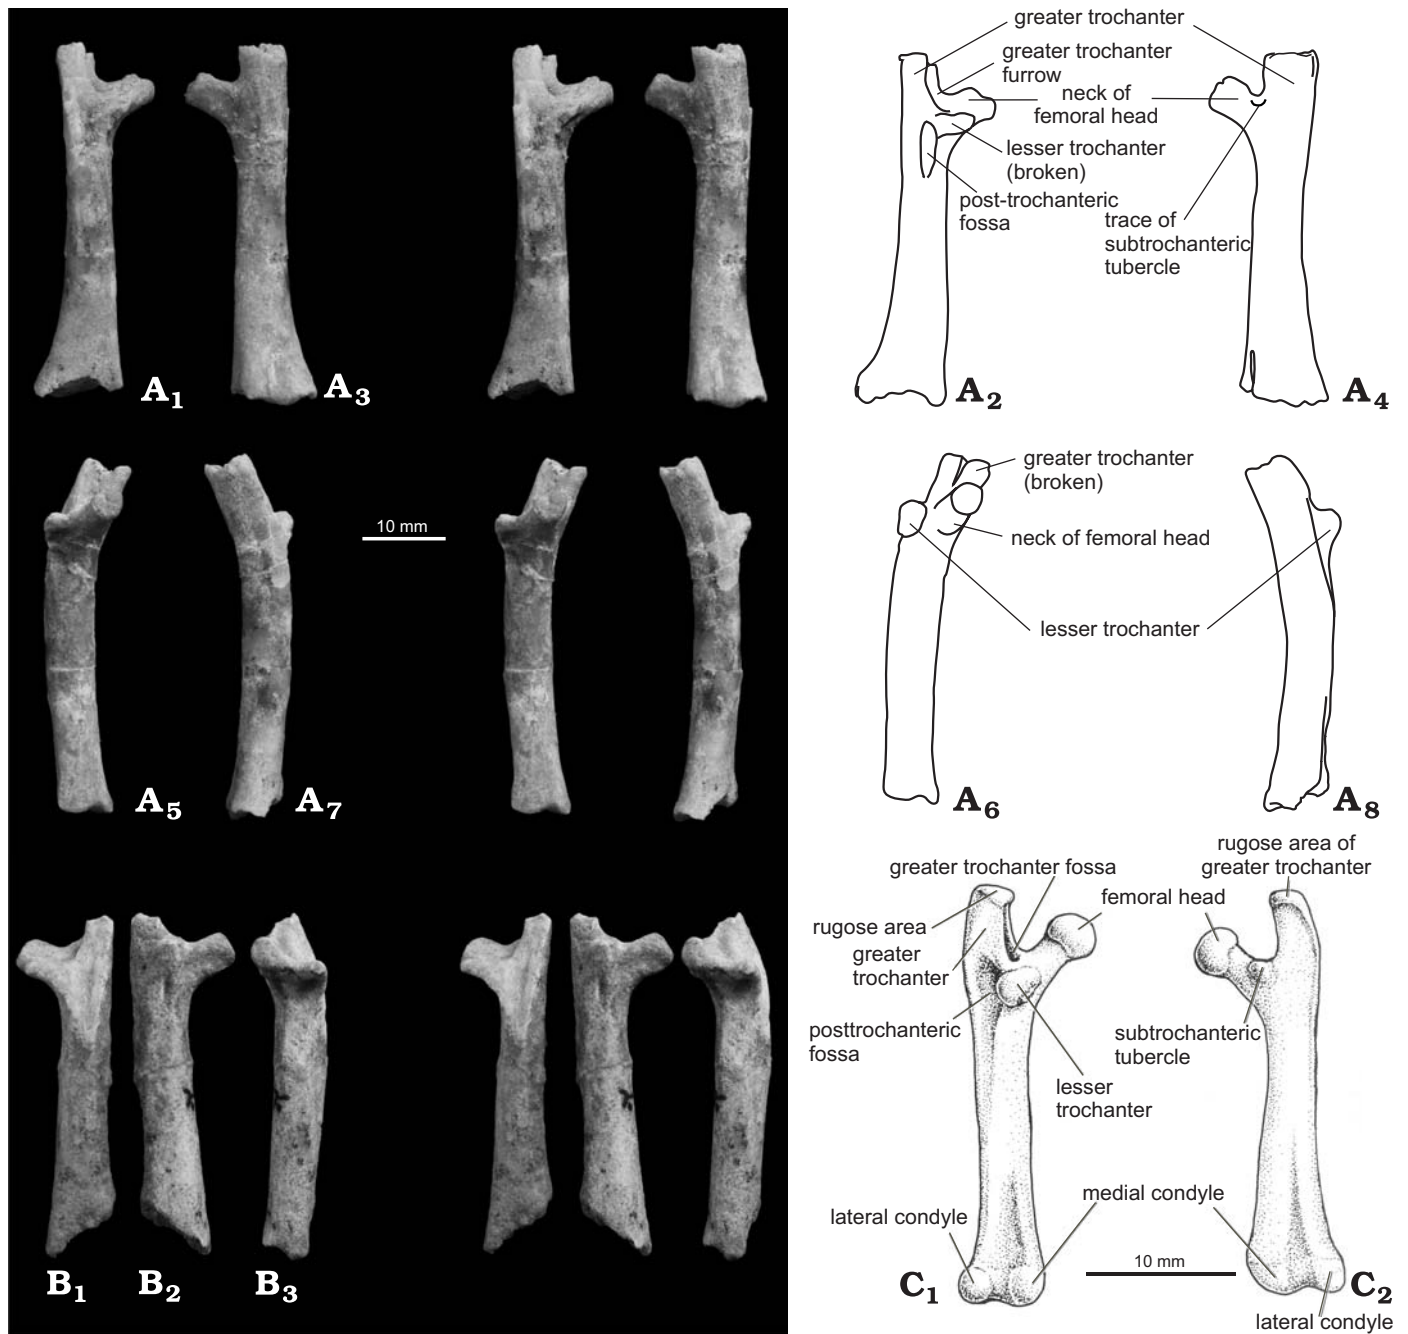 greater trochanter
greater trochanter
furrow
neck of
femoral head
lesser trochanter
(broken)
post-trochanteric
fossa
trace of
subtrochanteric
tubercle
A1
A3
A2
A4
greater trochanter
(broken)
10 mm
neck of femoral head
lesser trochanter
A5
A7
A6
A8
rugose area of
greater trochanter
greater trochanter fossa
femoral head
rugose area
greater
trochanter
posttrochanteric
fossa
subtrochanteric
tubercle
lesser
trochanter
medial condyle
lateral condyle
10 mm
B1
B2
B3
C1
C2
lateral condyle